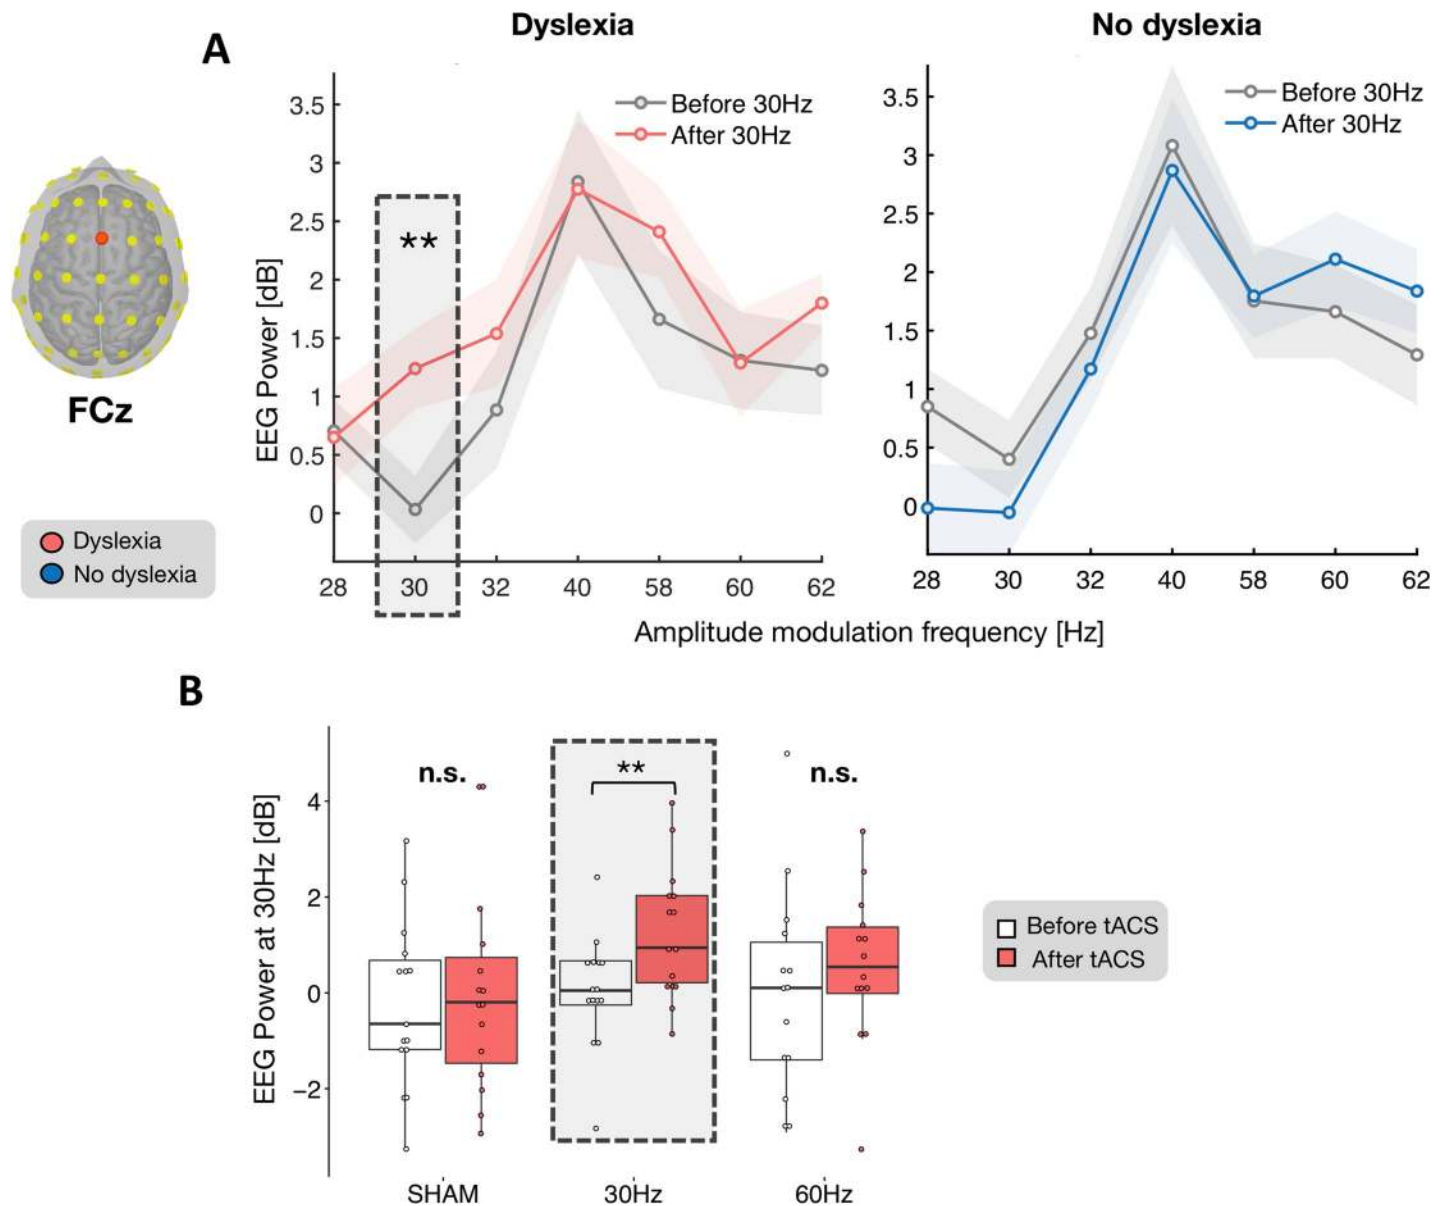 A
Dyslexia
No dyslexia
FCz
Dyslexia
No dyslexia
EEG Power [dB]
3.5
3
2.5
2
1.5
1
0.5
0
**
Before 30Hz
After 30Hz
28 30 32 40 58 60 62
3.5
3
2.5
2
1.5
1
0.5
0
Before 30Hz
After 30Hz
28 30 32 40 58 60 62
Amplitude modulation frequency [Hz]
B
EEG Power at 30Hz [dB]
4
2
0
−2
n.s.
**
n.s.
SHAM 30Hz 60Hz
Before tACS
After tACS